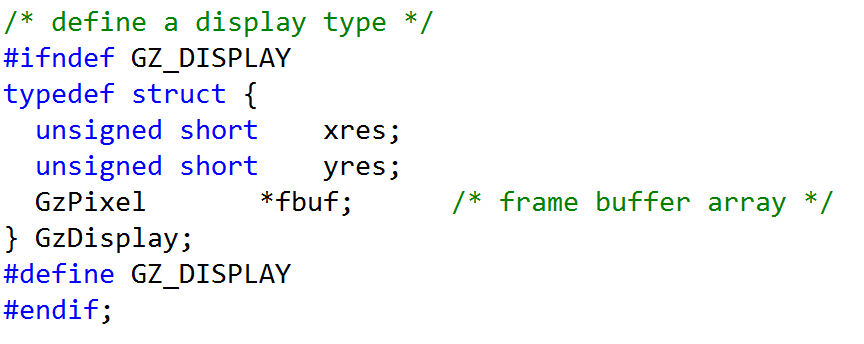 /* define a display type */
#ifndef GZ_DISPLAY
typedef struct {
  unsigned short    xres;
  unsigned short    yres;
  GzPixel       *fbuf;      /* frame buffer array */
} GzDisplay;
#define GZ_DISPLAY
#endif;